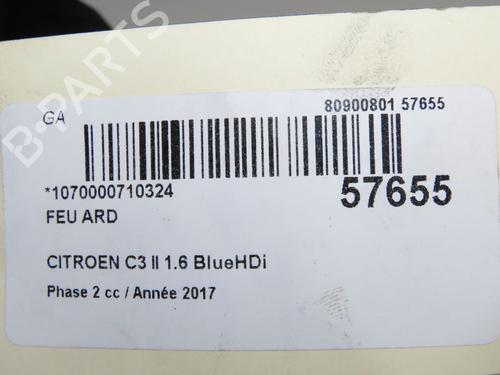 GA
80900801 57655
*1070000710324
57655
FEU ARD
CITROEN C3 II 1.6 BlueHDi
Phase 2 cc / Année 2017
B-PARTS